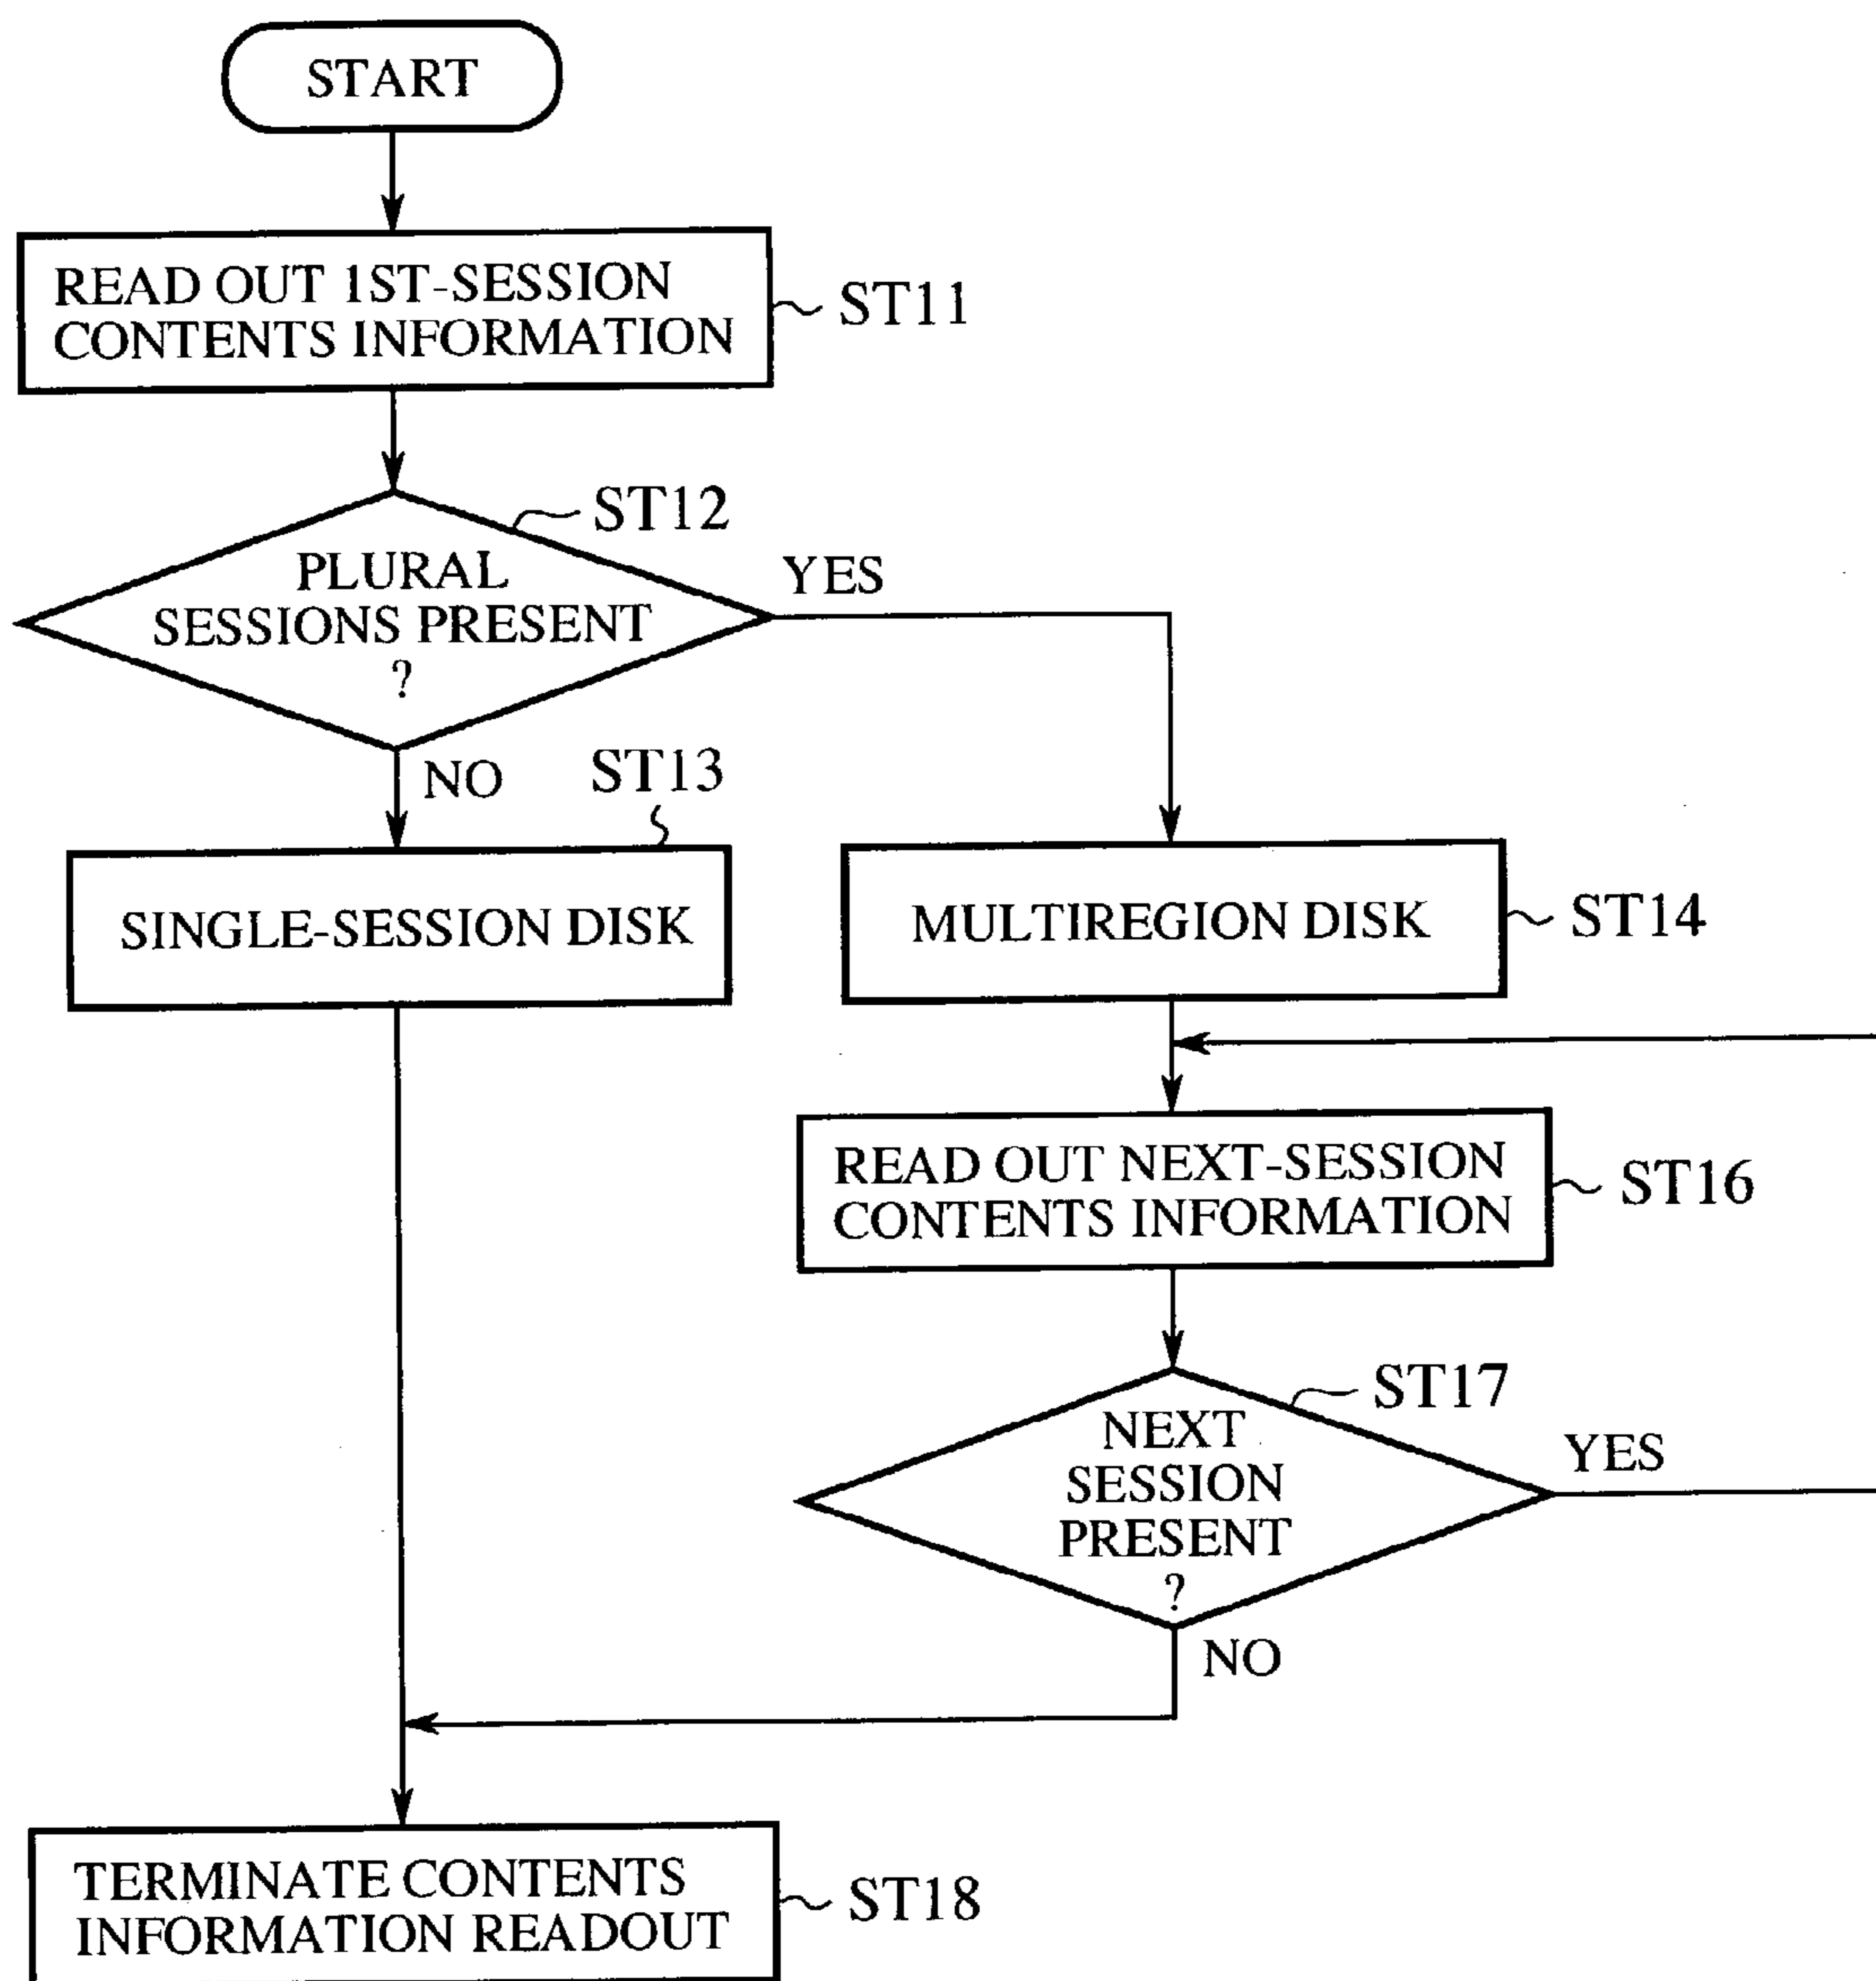 START
READ OUT 1ST-SESSION
CONTENTS INFORMATION
ST11
ST12
PLURAL
SESSIONS PRESENT
?
YES
NO
ST13
SINGLE-SESSION DISK
MULTIREGION DISK
ST14
READ OUT NEXT-SESSION
CONTENTS INFORMATION
ST16
ST17
NEXT
SESSION
PRESENT
?
YES
NO
TERMINATE CONTENTS
INFORMATION READOUT
ST18